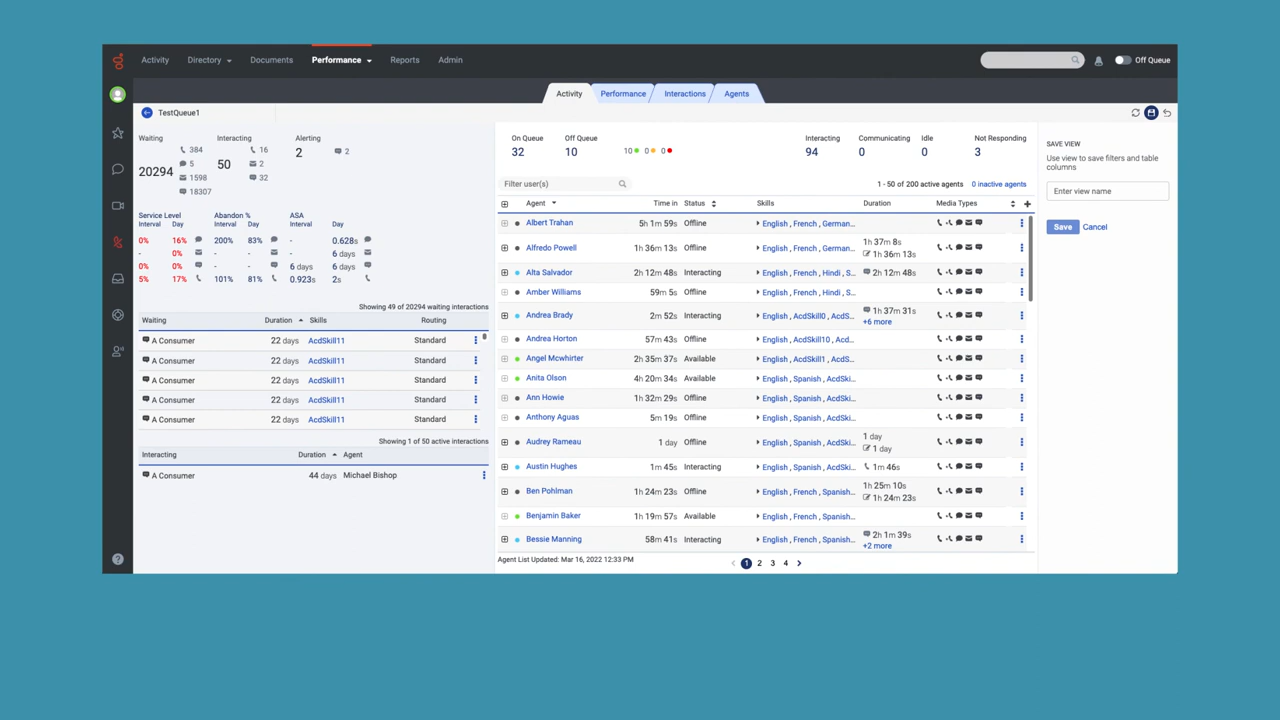 Activity Directory Documents Performance Reports Admin Off Queue
Activity Performance Interactions Agents
TestQueue1
Waiting
20294
384
5
1598
18307
Interacting
50
16
2
32
Alerting
2
2
Service Level Abandon % ASA
Interval Day Interval Day Interval Day
0% 16% 200% 83% - 0.628s
- 0% - - - 6 days
0% 0% - - 6 days 6 days
5% 17% 101% 81% 0.923s 2s
Showing 49 of 20294 waiting interactions
Waiting Duration Skills Routing
A Consumer 22 days AcdSkill11 Standard
A Consumer 22 days AcdSkill11 Standard
A Consumer 22 days AcdSkill11 Standard
A Consumer 22 days AcdSkill11 Standard
A Consumer 22 days AcdSkill11 Standard
Showing 1 of 50 active interactions
Interacting Duration Agent
A Consumer 44 days Michael Bishop
On Queue Off Queue Interacting Communicating Idle Not Responding
32 10 10 0 0 94 0 0 3
Filter user(s) 1 - 50 of 200 active agents 0 inactive agents
Agent Time in Status Skills Duration Media Types
Albert Trahan 5h 1m 59s Offline English , French , German...
Alfredo Powell 1h 36m 13s Offline English , French , German... 1h 37m 8s
1h 36m 13s
Alta Salvador 2h 12m 48s Interacting English , French , Hindi , S... 2h 12m 48s
Amber Williams 59m 5s Offline English , French , Hindi , S...
Andrea Brady 2m 52s Interacting English , AcdSkill0 , AcdS... 1h 37m 31s
+6 more
Andrea Horton 57m 43s Offline English , AcdSkill10 , Acd...
Angel Mcwhirter 2h 35m 37s Available English , AcdSkill1 , AcdS...
Anita Olson 4h 20m 34s Available English , Spanish , AcdSki...
Ann Howie 1h 32m 29s Offline English , Spanish , AcdSki...
Anthony Aguas 5m 19s Offline English , Spanish , AcdSki...
Audrey Rameau 1 day Offline English , Spanish , AcdSki... 1 day
1 day
Austin Hughes 1m 45s Interacting English , Spanish , AcdSki... 1m 46s
Ben Pohlman 1h 24m 23s Offline English , French , Spanish... 1h 25m 10s
1h 24m 23s
Benjamin Baker 1h 19m 57s Available English , French , Spanish...
Bessie Manning 58m 41s Interacting English , French , Spanish... 2h 1m 39s
+2 more
Agent List Updated: Mar 16, 2022 12:33 PM 1 2 3 4
SAVE VIEW
Use view to save filters and table
columns
Enter view name
Save Cancel